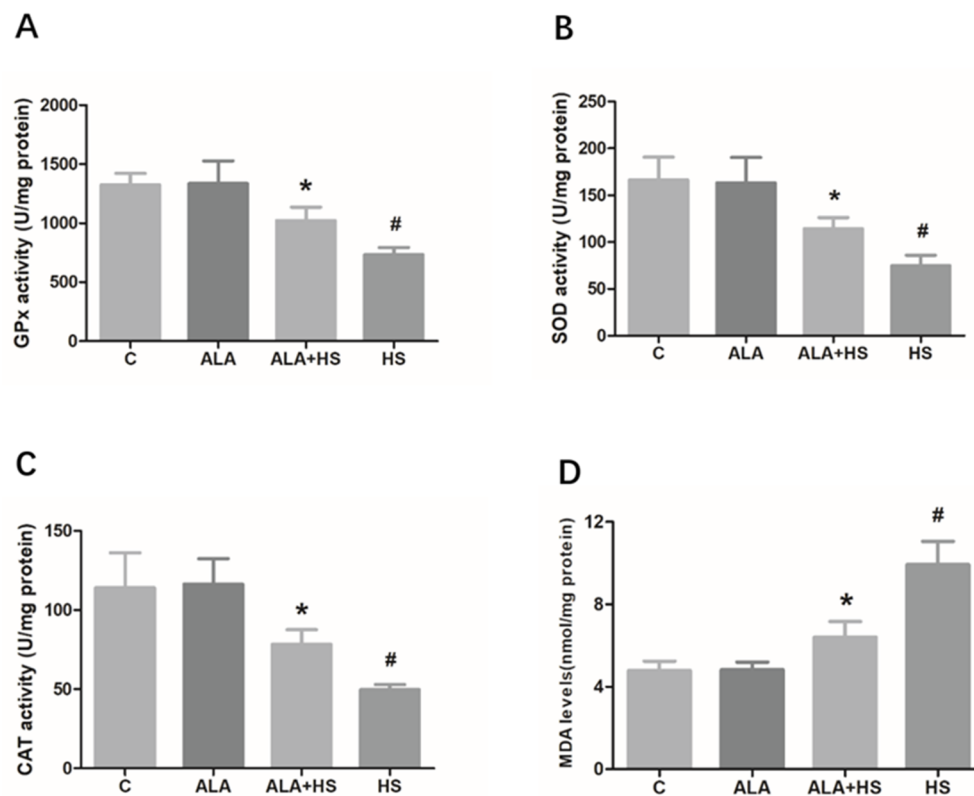 A
GPx activity (U/mg protein)
2000
1500
1000
500
0
*
#
C ALA ALA+HS HS
B
SOD activity (U/mg protein)
250
200
150
100
50
0
*
#
C ALA ALA+HS HS
C
CAT activity (U/mg protein)
150
100
50
0
*
#
C ALA ALA+HS HS
D
MDA levels(nmol/mg protein)
12
8
4
0
*
#
C ALA ALA+HS HS